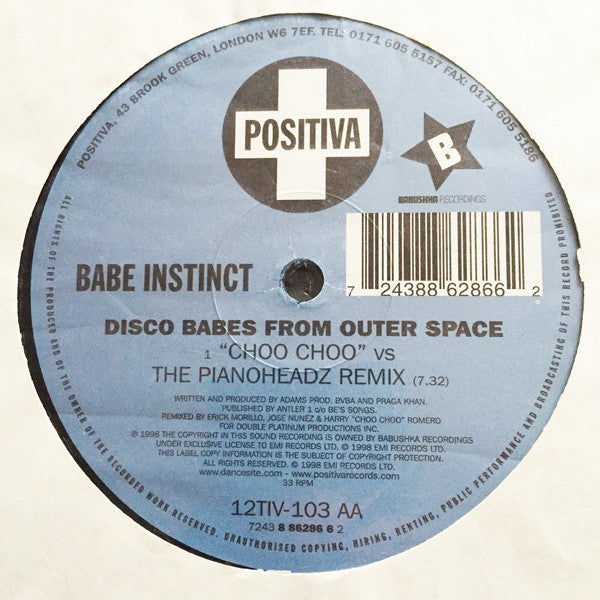 POSITIVA, 43 BROOK GREEN, LONDON W6 7EF. TEL: 0171 605 5157 FAX: 0171 605 5186
POSITIVA
B
BABUSHKA RECORDINGS
BABE INSTINCT
7 24388 62866 2
DISCO BABES FROM OUTER SPACE
1 "CHOO CHOO" VS
THE PIANOHEADZ REMIX (7.32)
WRITTEN AND PRODUCED BY ADAMS PROD. BVBA AND PRAGA KHAN.
PUBLISHED BY ANTLER 1 c/o BE'S SONGS.
REMIXED BY ERICK MORILLO, JOSE NUNEZ & HARRY "CHOO CHOO" ROMERO
FOR DOUBLE PLATINUM PRODUCTIONS INC.
℗ 1998 THE COPYRIGHT IN THIS SOUND RECORDING IS OWNED BY BABUSHKA RECORDINGS
UNDER EXCLUSIVE LICENSE TO EMI RECORDS LTD. © 1998 EMI RECORDS LTD.
THIS LABEL COPY INFORMATION IS THE SUBJECT OF COPYRIGHT PROTECTION.
ALL RIGHTS RESERVED. © 1998 EMI RECORDS LTD.
www.dancesite.com - www.positivarecords.com
33 RPM
12TIV-103 AA
7243 8 86286 6 2
ALL RIGHTS OF THE PRODUCER AND OF THE OWNER OF THE RECORDED WORK RESERVED. UNAUTHORISED COPYING, HIRING, RENTING, PUBLIC PERFORMANCE AND BROADCASTING OF THIS RECORD PROHIBITED